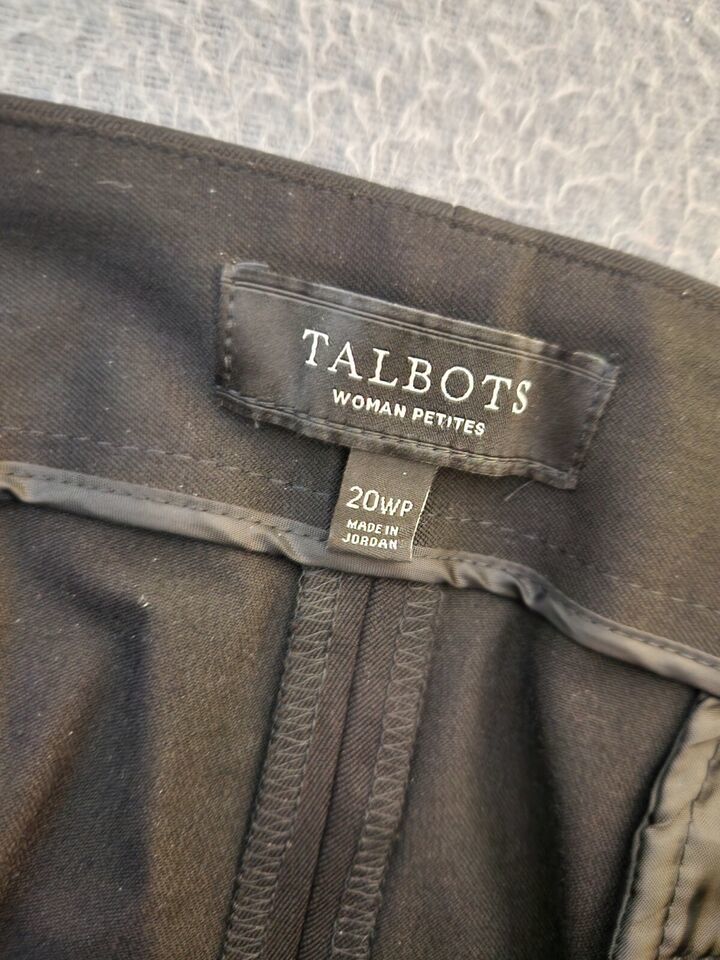 TALBOTS
WOMAN PETITES
20WP
MADE IN
JORDAN